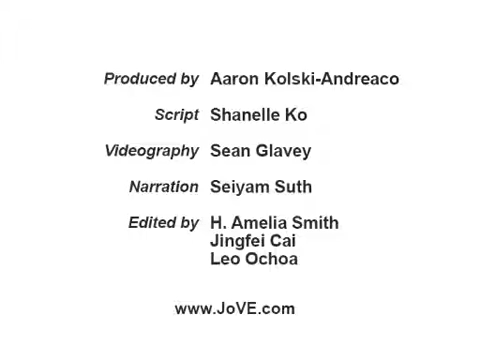 Produced by Aaron Kolski-Andreaco
Script Shanelle Ko
Videography Sean Glavey
Narration Seiyam Suth
Edited by H. Amelia Smith
Jingfei Cai
Leo Ochoa
www.JoVE.com